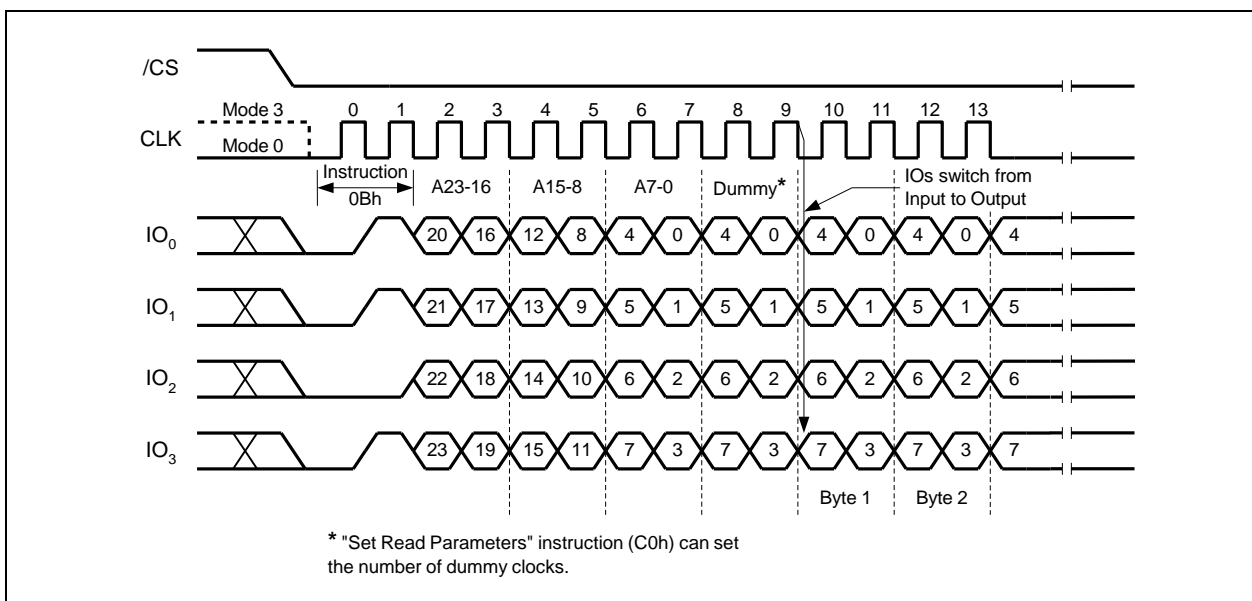 /CS
Mode 3 0 1 2 3 4 5 6 7 8 9 10 11 12 13
CLK
Mode 0
Instruction
0Bh
A23-16 A15-8 A7-0 Dummy*
IOs switch from
Input to Output
IO0 20 16 12 8 4 0 4 0 4 0 4 0 4
IO1 21 17 13 9 5 1 5 1 5 1 5 1 5
IO2 22 18 14 10 6 2 6 2 6 2 6 2 6
IO3 23 19 15 11 7 3 7 3 7 3 7 3 7
Byte 1 Byte 2
* "Set Read Parameters" instruction (C0h) can set
the number of dummy clocks.